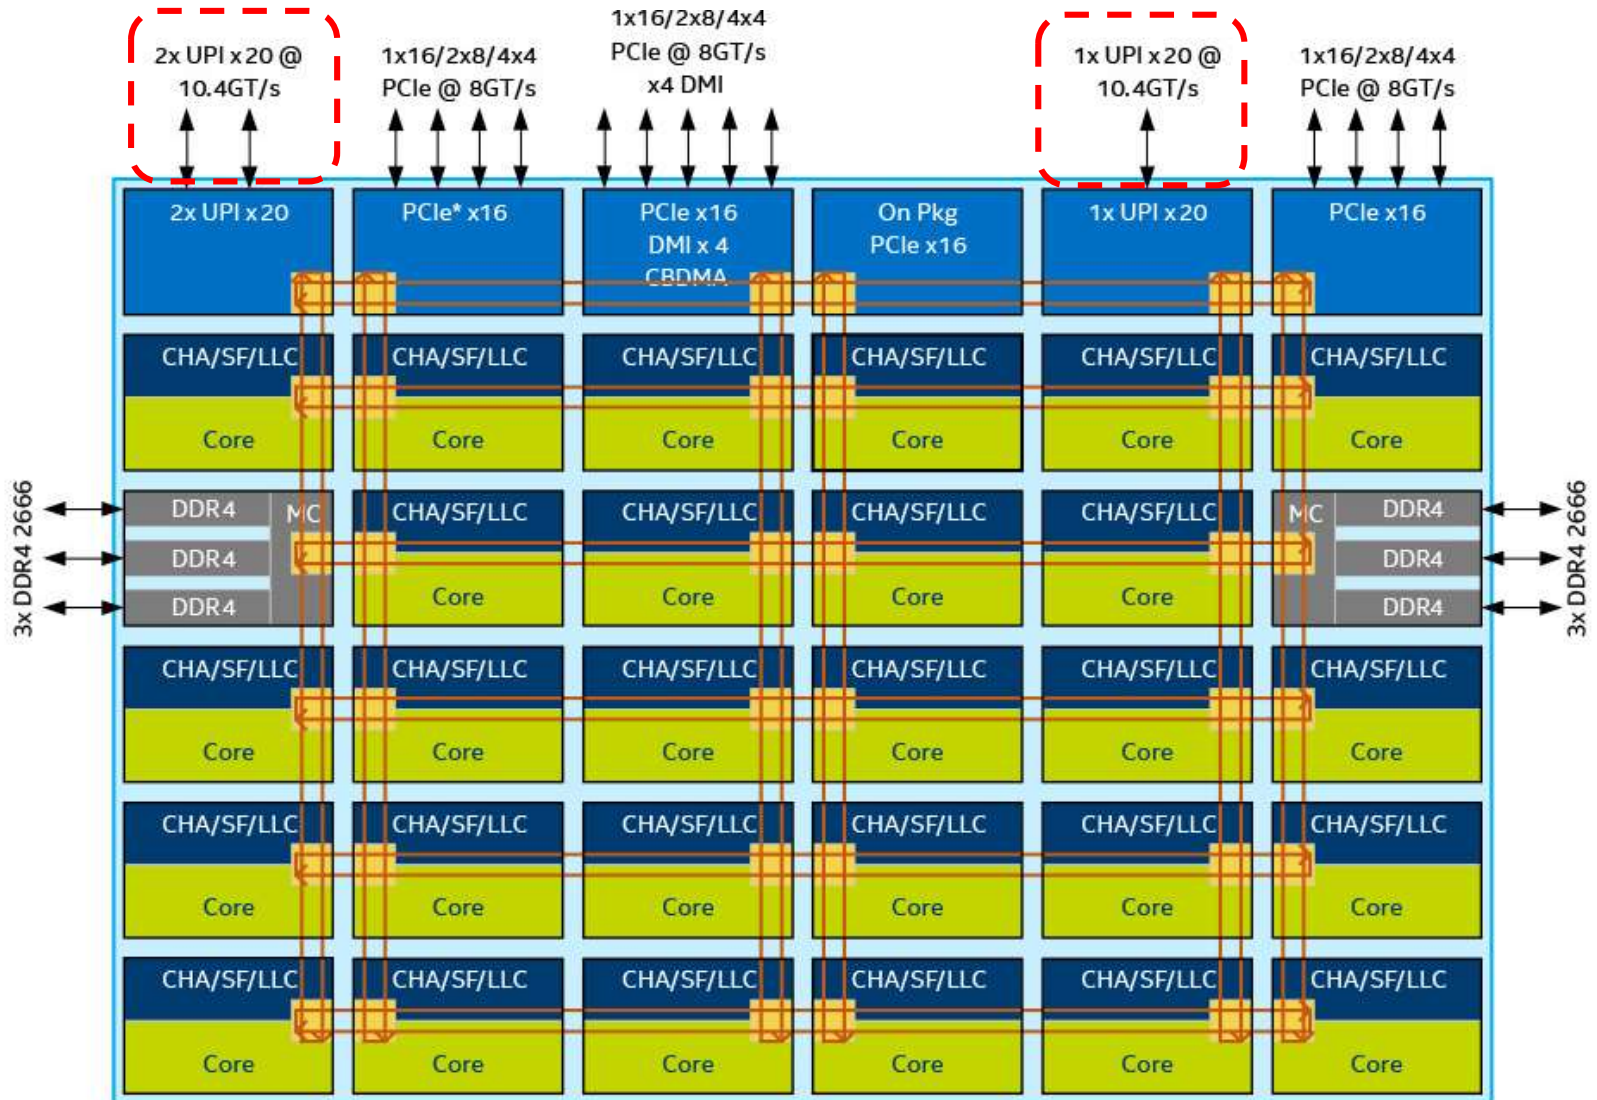 2x UPI x20 @
10.4GT/s
1x16/2x8/4x4
PCIe @ 8GT/s
1x16/2x8/4x4
PCIe @ 8GT/s
x4 DMI
1x UPI x20 @
10.4GT/s
1x16/2x8/4x4
PCIe @ 8GT/s
2x UPI x20
PCIe* x16
PCIe x16
DMI x 4
CBDMA
On Pkg
PCIe x16
1x UPI x20
PCIe x16
CHA/SF/LLC
CHA/SF/LLC
CHA/SF/LLC
CHA/SF/LLC
CHA/SF/LLC
CHA/SF/LLC
Core
Core
Core
Core
Core
Core
3x DDR4 2666
DDR4
DDR4
DDR4
MC
CHA/SF/LLC
CHA/SF/LLC
CHA/SF/LLC
CHA/SF/LLC
Core
Core
Core
Core
MC
DDR4
DDR4
DDR4
3x DDR4 2666
CHA/SF/LLC
CHA/SF/LLC
CHA/SF/LLC
CHA/SF/LLC
CHA/SF/LLC
CHA/SF/LLC
Core
Core
Core
Core
Core
Core
CHA/SF/LLC
CHA/SF/LLC
CHA/SF/LLC
CHA/SF/LLC
CHA/SF/LLC
CHA/SF/LLC
Core
Core
Core
Core
Core
Core
CHA/SF/LLC
CHA/SF/LLC
CHA/SF/LLC
CHA/SF/LLC
CHA/SF/LLC
CHA/SF/LLC
Core
Core
Core
Core
Core
Core